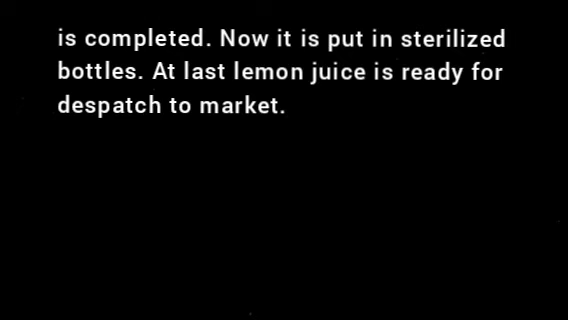 is completed. Now it is put in sterilized
bottles. At last lemon juice is ready for
despatch to market.